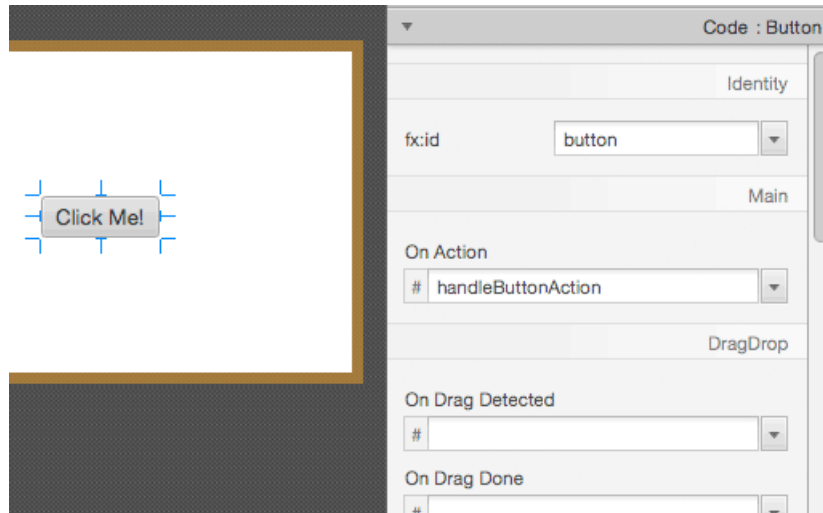 Code : Button
Identity
fx:id
button
Main
Click Me!
On Action
# handleButtonAction
DragDrop
On Drag Detected
#
On Drag Done
#